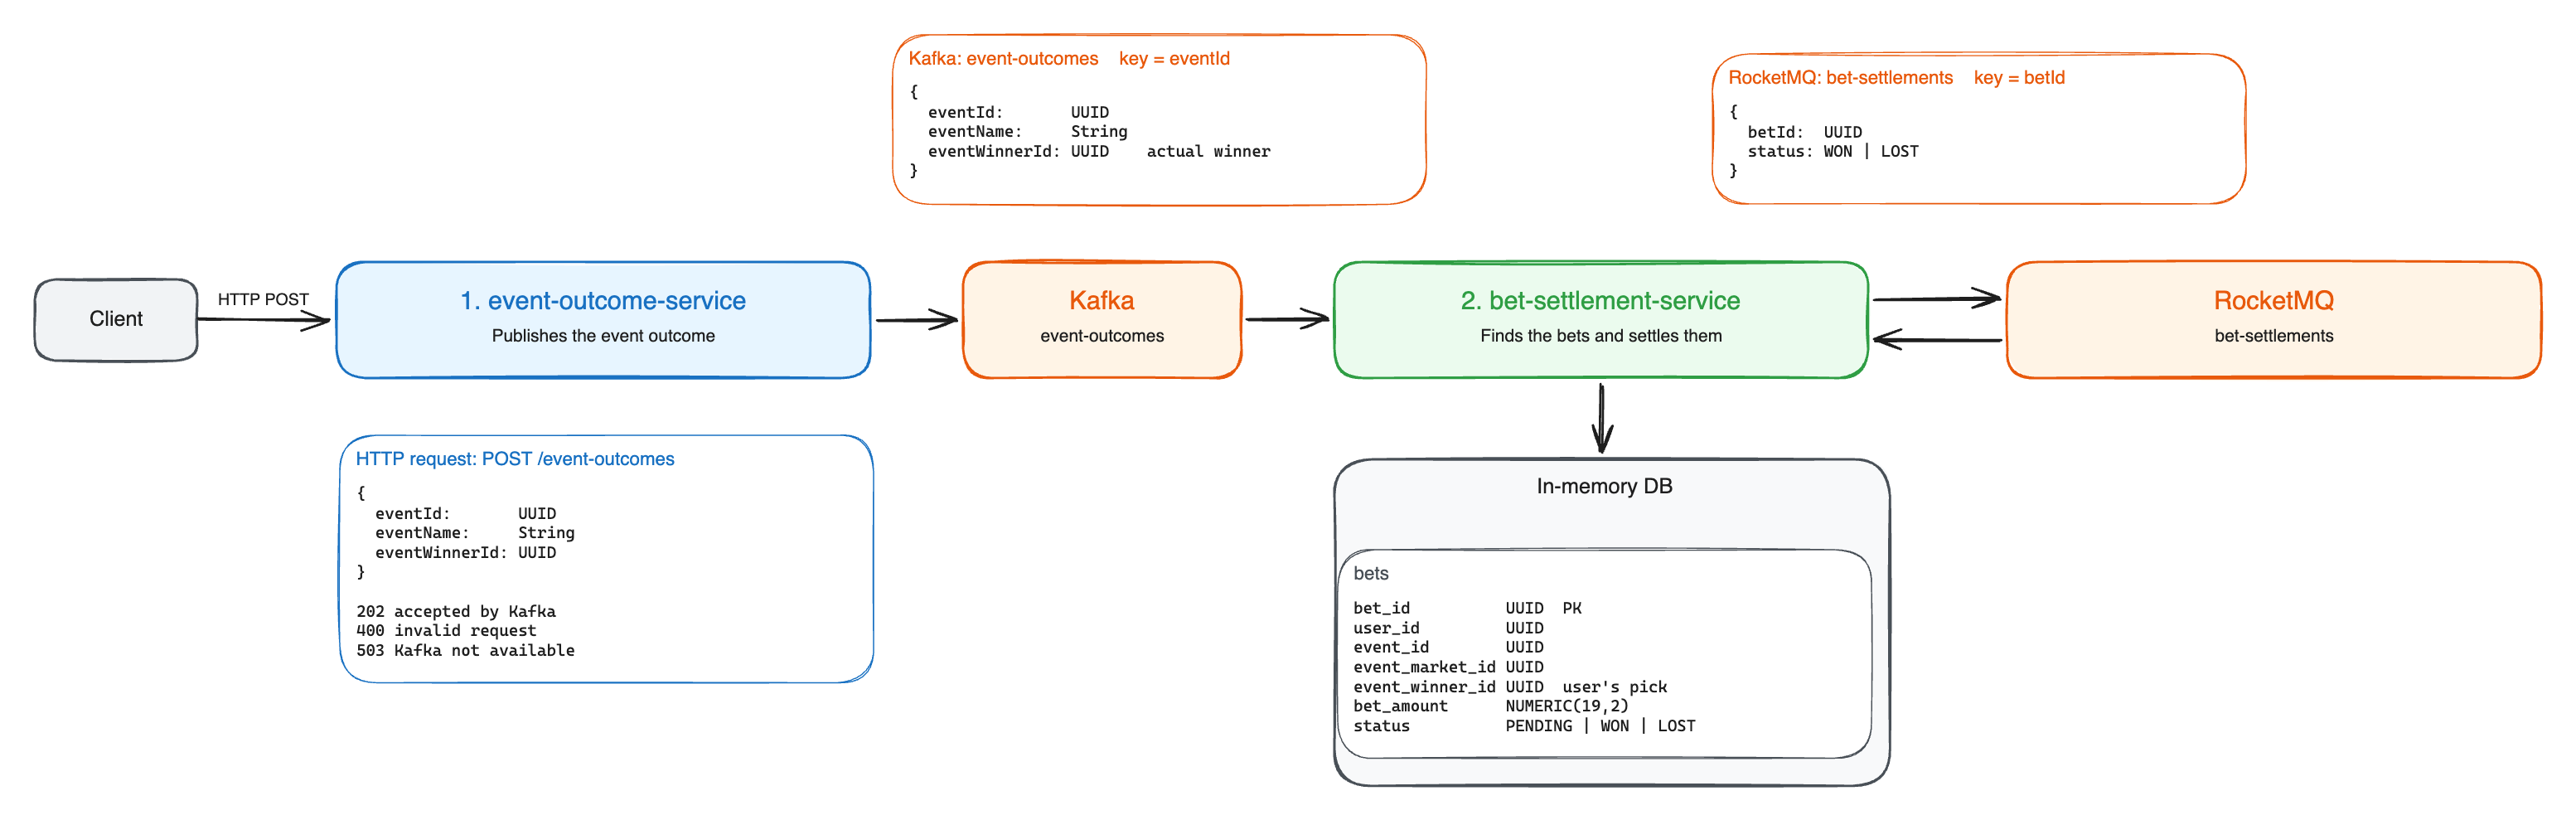 Kafka: event-outcomes    key = eventId
{
  eventId:       UUID
  eventName:     String
  eventWinnerId: UUID    actual winner
}
RocketMQ: bet-settlements    key = betId
{
  betId:  UUID
  status: WON | LOST
}
Client
HTTP POST
1. event-outcome-service
Publishes the event outcome
Kafka
event-outcomes
2. bet-settlement-service
Finds the bets and settles them
RocketMQ
bet-settlements
HTTP request: POST /event-outcomes
{
  eventId:       UUID
  eventName:     String
  eventWinnerId: UUID
}
202 accepted by Kafka
400 invalid request
503 Kafka not available
In-memory DB
bets
bet_id          UUID  PK
user_id         UUID
event_id        UUID
event_market_id UUID
event_winner_id UUID  user's pick
bet_amount      NUMERIC(19,2)
status          PENDING | WON | LOST